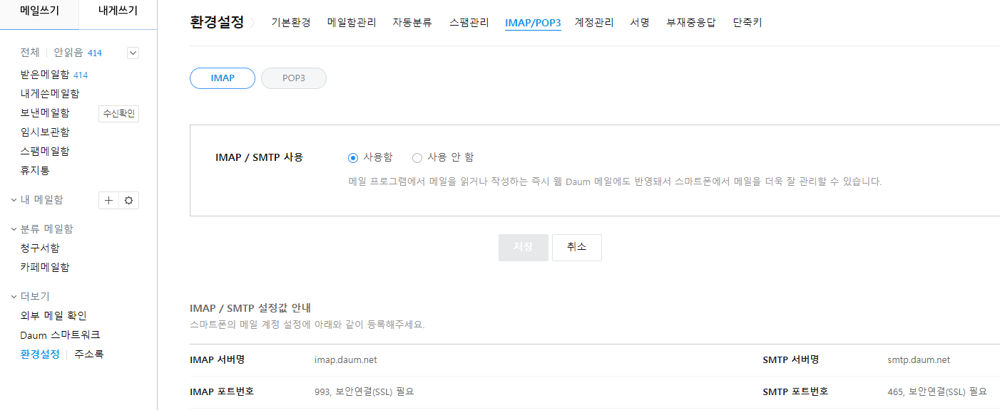 메일쓰기 내게쓰기
전체 안읽음 414
받은메일함 414
내게쓴메일함
보낸메일함 수신확인
임시보관함
스팸메일함
휴지통
내 메일함
분류 메일함
청구서함
카페메일함
더보기
외부 메일 확인
Daum 스마트워크
환경설정 주소록
환경설정 기본환경 메일함관리 자동분류 스팸관리 IMAP/POP3 계정관리 서명 부재중응답 단축키
IMAP POP3
IMAP / SMTP 사용 사용함 사용 안 함
메일 프로그램에서 메일을 읽거나 작성하는 즉시 웹 Daum 메일에도 반영돼서 스마트폰에서 메일을 더욱 잘 관리할 수 있습니다.
저장 취소
IMAP / SMTP 설정값 안내
스마트폰의 메일 계정 설정에 아래와 같이 등록해주세요.
IMAP 서버명 imap.daum.net SMTP 서버명 smtp.daum.net
IMAP 포트번호 993, 보안연결(SSL) 필요 SMTP 포트번호 465, 보안연결(SSL) 필요